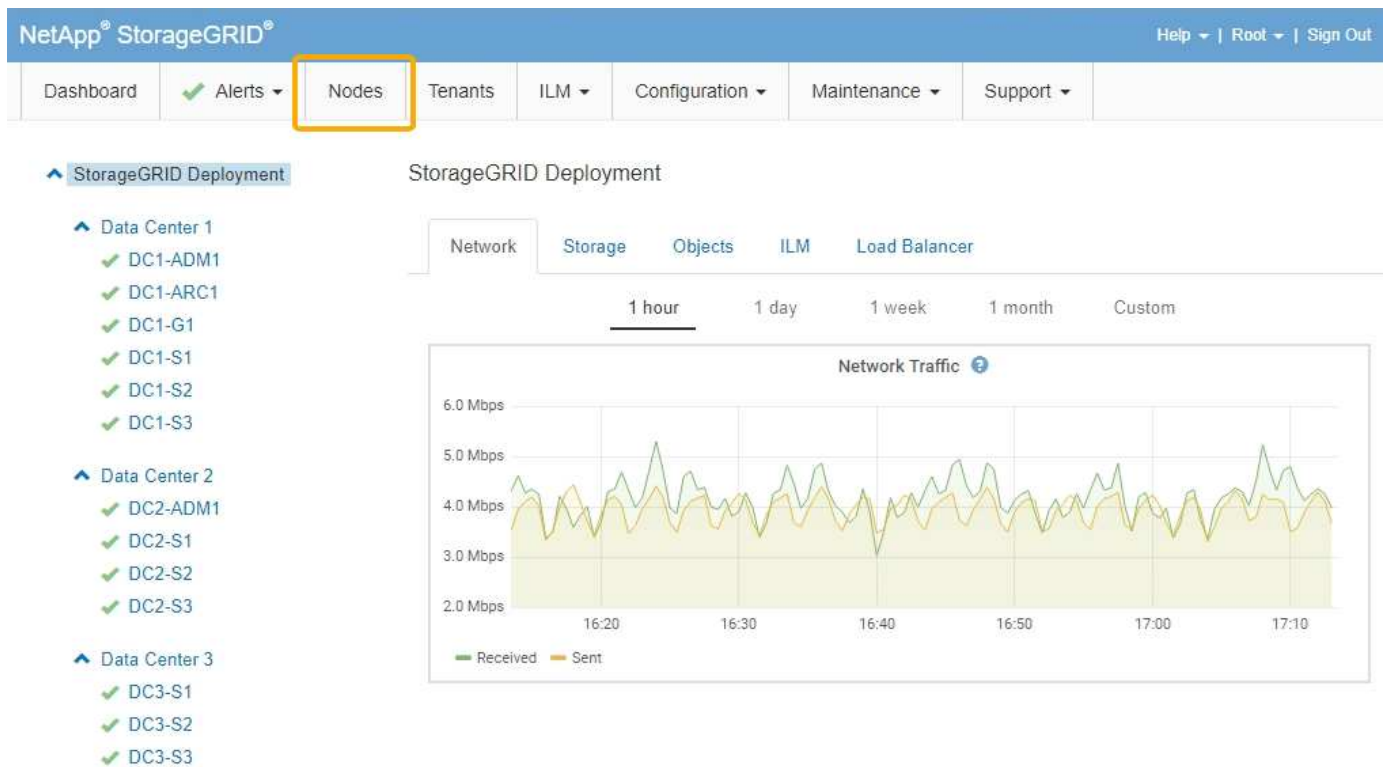 NetApp® StorageGRID®
Help | Root | Sign Out
Dashboard Alerts Nodes Tenants ILM Configuration Maintenance Support
StorageGRID Deployment
Data Center 1
DC1-ADM1
DC1-ARC1
DC1-G1
DC1-S1
DC1-S2
DC1-S3
Data Center 2
DC2-ADM1
DC2-S1
DC2-S2
DC2-S3
Data Center 3
DC3-S1
DC3-S2
DC3-S3
StorageGRID Deployment
Network Storage Objects ILM Load Balancer
1 hour 1 day 1 week 1 month Custom
Network Traffic ?
6.0 Mbps
5.0 Mbps
4.0 Mbps
3.0 Mbps
2.0 Mbps
16:20 16:30 16:40 16:50 17:00 17:10
Received Sent